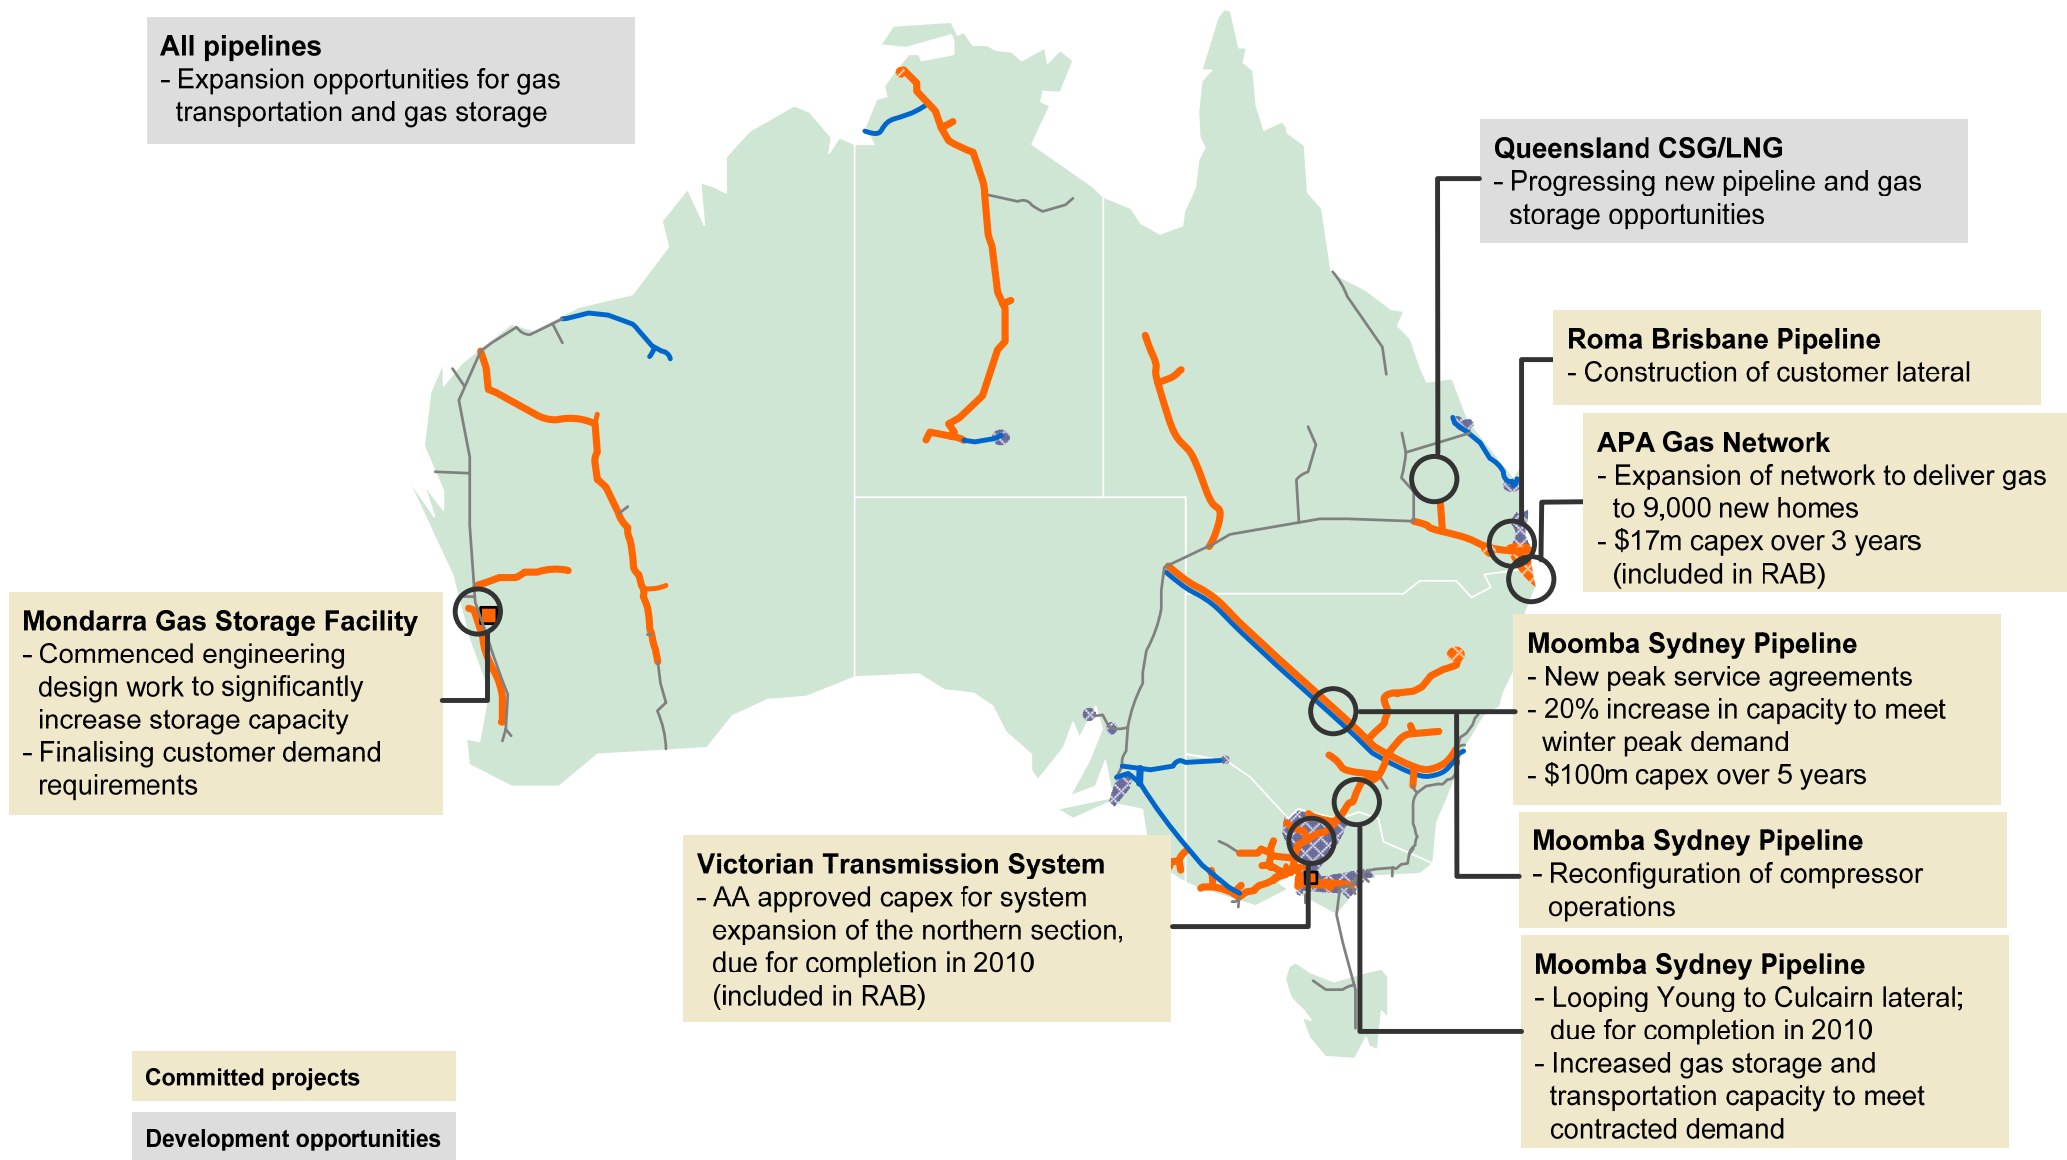 All pipelines
- Expansion opportunities for gas
transportation and gas storage
Queensland CSG/LNG
- Progressing new pipeline and gas
storage opportunities
Roma Brisbane Pipeline
- Construction of customer lateral
APA Gas Network
- Expansion of network to deliver gas
to 9,000 new homes
- $17m capex over 3 years
(included in RAB)
Mondarra Gas Storage Facility
- Commenced engineering
design work to significantly
increase storage capacity
- Finalising customer demand
requirements
Moomba Sydney Pipeline
- New peak service agreements
- 20% increase in capacity to meet
winter peak demand
- $100m capex over 5 years
Moomba Sydney Pipeline
- Reconfiguration of compressor
operations
Victorian Transmission System
- AA approved capex for system
expansion of the northern section,
due for completion in 2010
(included in RAB)
Moomba Sydney Pipeline
- Looping Young to Culcairn lateral;
due for completion in 2010
- Increased gas storage and
transportation capacity to meet
contracted demand
Committed projects
Development opportunities